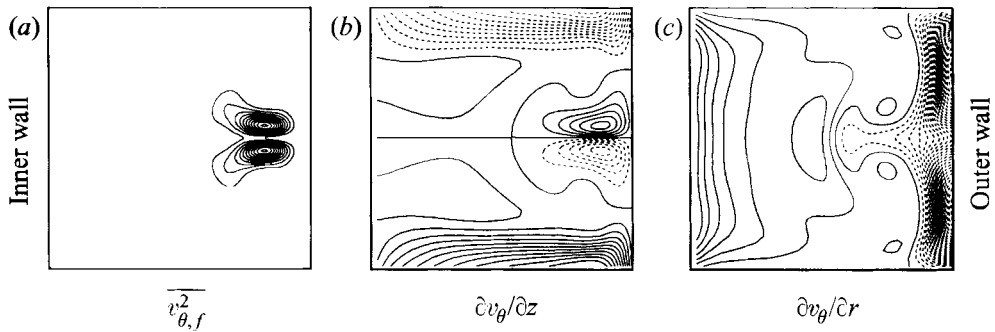 (a)
(b)
(c)
Inner wall
Outer wall
$\overline{v_{\theta,f}^2}$
∂v_θ/∂z
∂v_θ/∂r